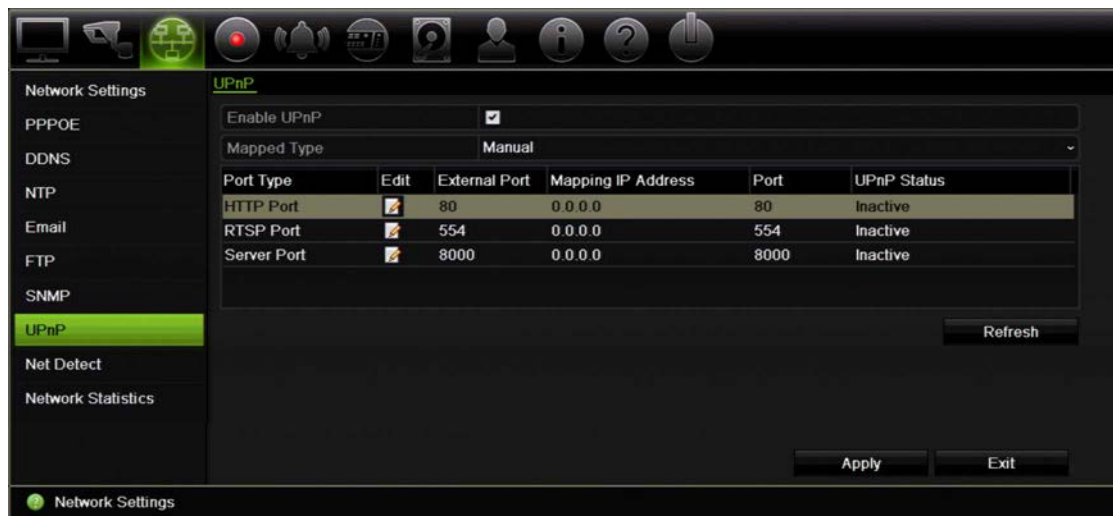 Network Settings
UPnP
PPPOE
Enable UPnP
Mapped Type Manual
DDNS
Port Type Edit External Port Mapping IP Address Port UPnP Status
NTP
HTTP Port 80 0.0.0.0 80 Inactive
Email
RTSP Port 554 0.0.0.0 554 Inactive
FTP
Server Port 8000 0.0.0.0 8000 Inactive
SNMP
UPnP
Refresh
Net Detect
Network Statistics
Apply Exit
Network Settings